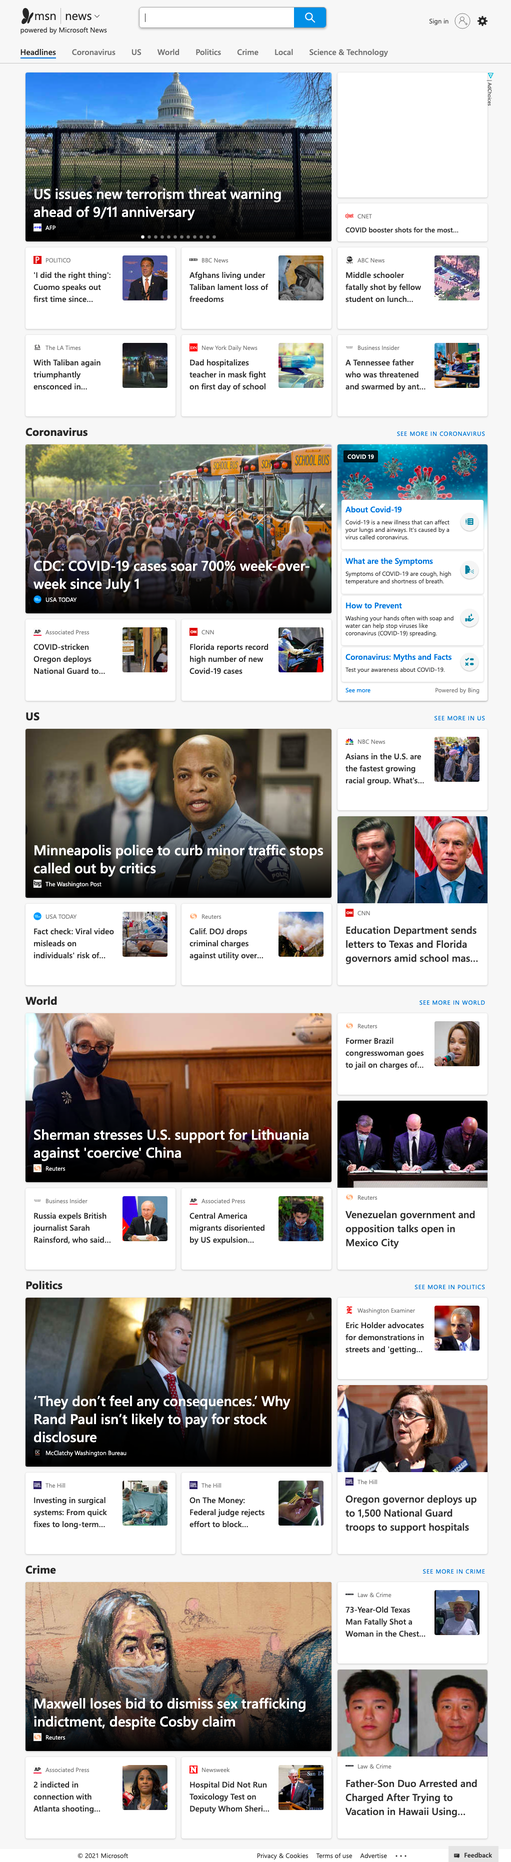 msn | news
powered by Microsoft News
Sign in
Headlines Coronavirus US World Politics Crime Local Science & Technology
US issues new terrorism threat warning
ahead of 9/11 anniversary
AFP
AdChoices
CNET
COVID booster shots for the most...
POLITICO
'I did the right thing':
Cuomo speaks out
first time since...
BBC News
Afghans living under
Taliban lament loss of
freedoms
ABC News
Middle schooler
fatally shot by fellow
student on lunch...
The LA Times
With Taliban again
triumphantly
ensconced in...
New York Daily News
Dad hospitalizes
teacher in mask fight
on first day of school
Business Insider
A Tennessee father
who was threatened
and swarmed by ant...
Coronavirus
SEE MORE IN CORONAVIRUS
SCHOOL BUS
SCHOOL BUS
CDC: COVID-19 cases soar 700% week-over-
week since July 1
USA TODAY
COVID 19
About Covid-19
Covid-19 is a new illness that can affect
your lungs and airways. It's caused by a
virus called coronavirus.
What are the Symptoms
Symptoms of COVID-19 are cough, high
temperature and shortness of breath.
How to Prevent
Washing your hands often with soap and
water can help stop viruses like
coronavirus (COVID-19) spreading.
Coronavirus: Myths and Facts
Test your awareness about COVID-19.
See more
Powered by Bing
AP Associated Press
COVID-stricken
Oregon deploys
National Guard to...
CNN
Florida reports record
high number of new
Covid-19 cases
US
SEE MORE IN US
Minneapolis police to curb minor traffic stops
called out by critics
The Washington Post
NBC News
Asians in the U.S. are
the fastest growing
racial group. What's...
CNN
Education Department sends
letters to Texas and Florida
governors amid school mas...
USA TODAY
Fact check: Viral video
misleads on
individuals' risk of...
Reuters
Calif. DOJ drops
criminal charges
against utility over...
World
SEE MORE IN WORLD
Sherman stresses U.S. support for Lithuania
against 'coercive' China
Reuters
Reuters
Former Brazil
congresswoman goes
to jail on charges of...
Reuters
Venezuelan government and
opposition talks open in
Mexico City
Business Insider
Russia expels British
journalist Sarah
Rainsford, who said...
AP Associated Press
Central America
migrants disoriented
by US expulsion...
Politics
SEE MORE IN POLITICS
'They don't feel any consequences.' Why
Rand Paul isn't likely to pay for stock
disclosure
McClatchy Washington Bureau
Washington Examiner
Eric Holder advocates
for demonstrations in
streets and 'getting...
The Hill
Oregon governor deploys up
to 1,500 National Guard
troops to support hospitals
The Hill
Investing in surgical
systems: From quick
fixes to long-term...
The Hill
On The Money:
Federal judge rejects
effort to block...
Crime
SEE MORE IN CRIME
Maxwell loses bid to dismiss sex trafficking
indictment, despite Cosby claim
Reuters
Law & Crime
73-Year-Old Texas
Man Fatally Shot a
Woman in the Chest...
Law & Crime
Father-Son Duo Arrested and
Charged After Trying to
Vacation in Hawaii Using...
AP Associated Press
2 indicted in
connection with
Atlanta shooting...
Newsweek
Hospital Did Not Run
Toxicology Test on
Deputy Whom Sheri...
© 2021 Microsoft
Privacy & Cookies Terms of use Advertise ...
Feedback